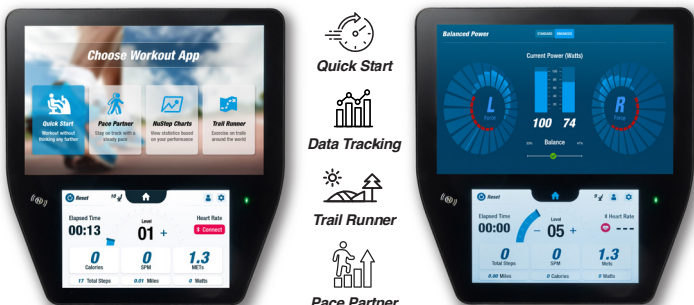 Choose Workout App
Quick Start
Workout without
thinking any further
Pace Partner
Stay on track with a
steady pace
NuStep Charts
View statistics based
on your performance
Trail Runner
Exercise on trails
around the world
Reset
10
Elapsed Time
00:13
Level
01 +
Heart Rate
Connect
0
Calories
0
SPM
1.3
METs
17 Total Steps
0.01 Miles
0 Watts
Quick Start
Data Tracking
Trail Runner
Pace Partner
Balanced Power
STANDARD
ENHANCED
Current Power (Watts)
L
Force
100
74
R
Force
Balance
47%
Reset
Elapsed Time
00:00
Level
- 05 +
Heart Rate
---
0
Total Steps
0
SPM
1.3
Mets
0.00 Miles
0 Calories
0 Watts